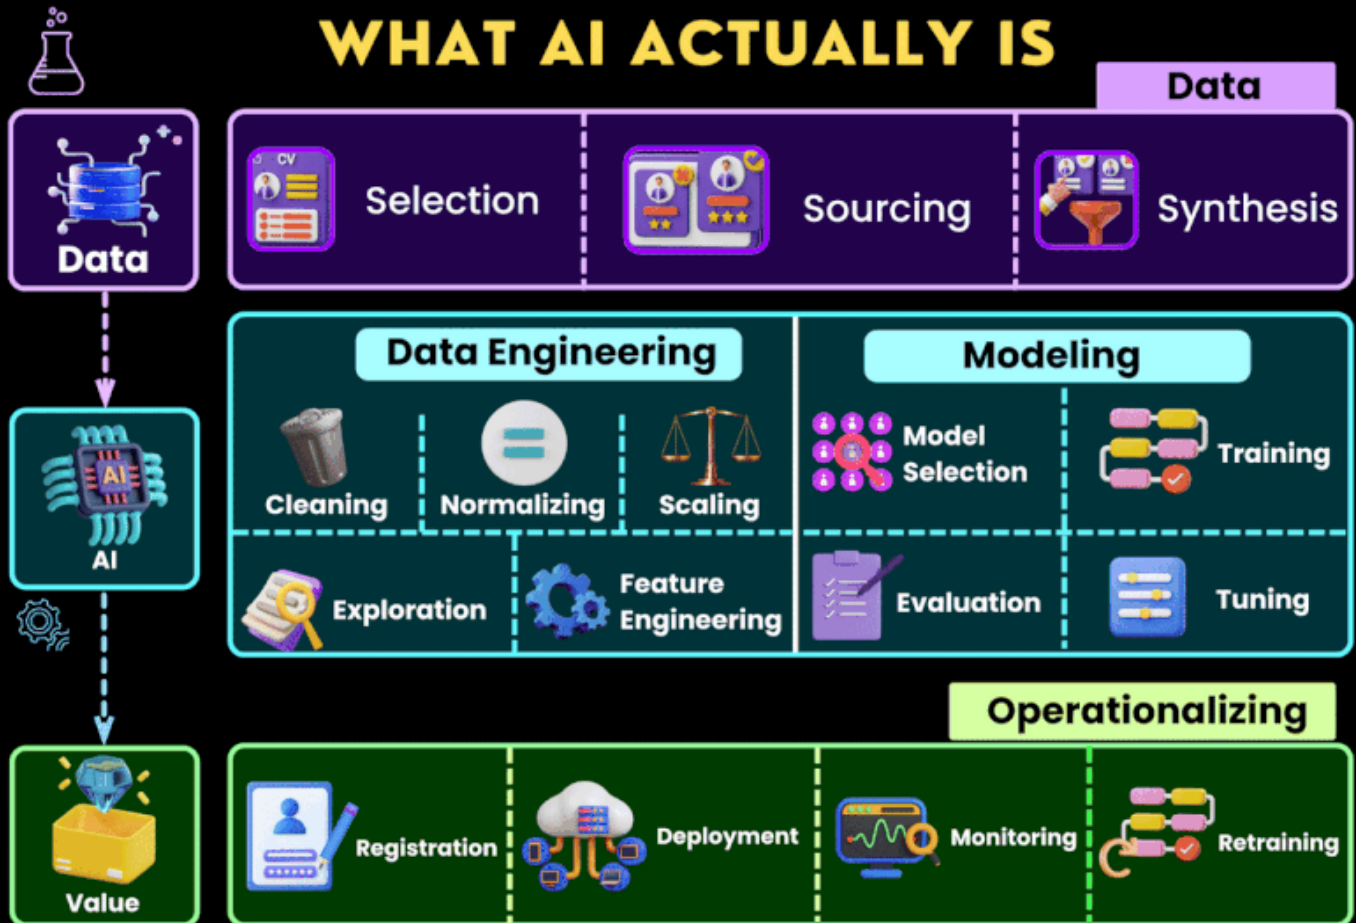 WHAT AI ACTUALLY IS
Data
Data
CV
Selection
Sourcing
Synthesis
Data Engineering
Modeling
AI
AI
Cleaning
Normalizing
Scaling
Model
Selection
Training
Exploration
Feature
Engineering
Evaluation
Tuning
Operationalizing
Value
Registration
Deployment
Monitoring
Retraining